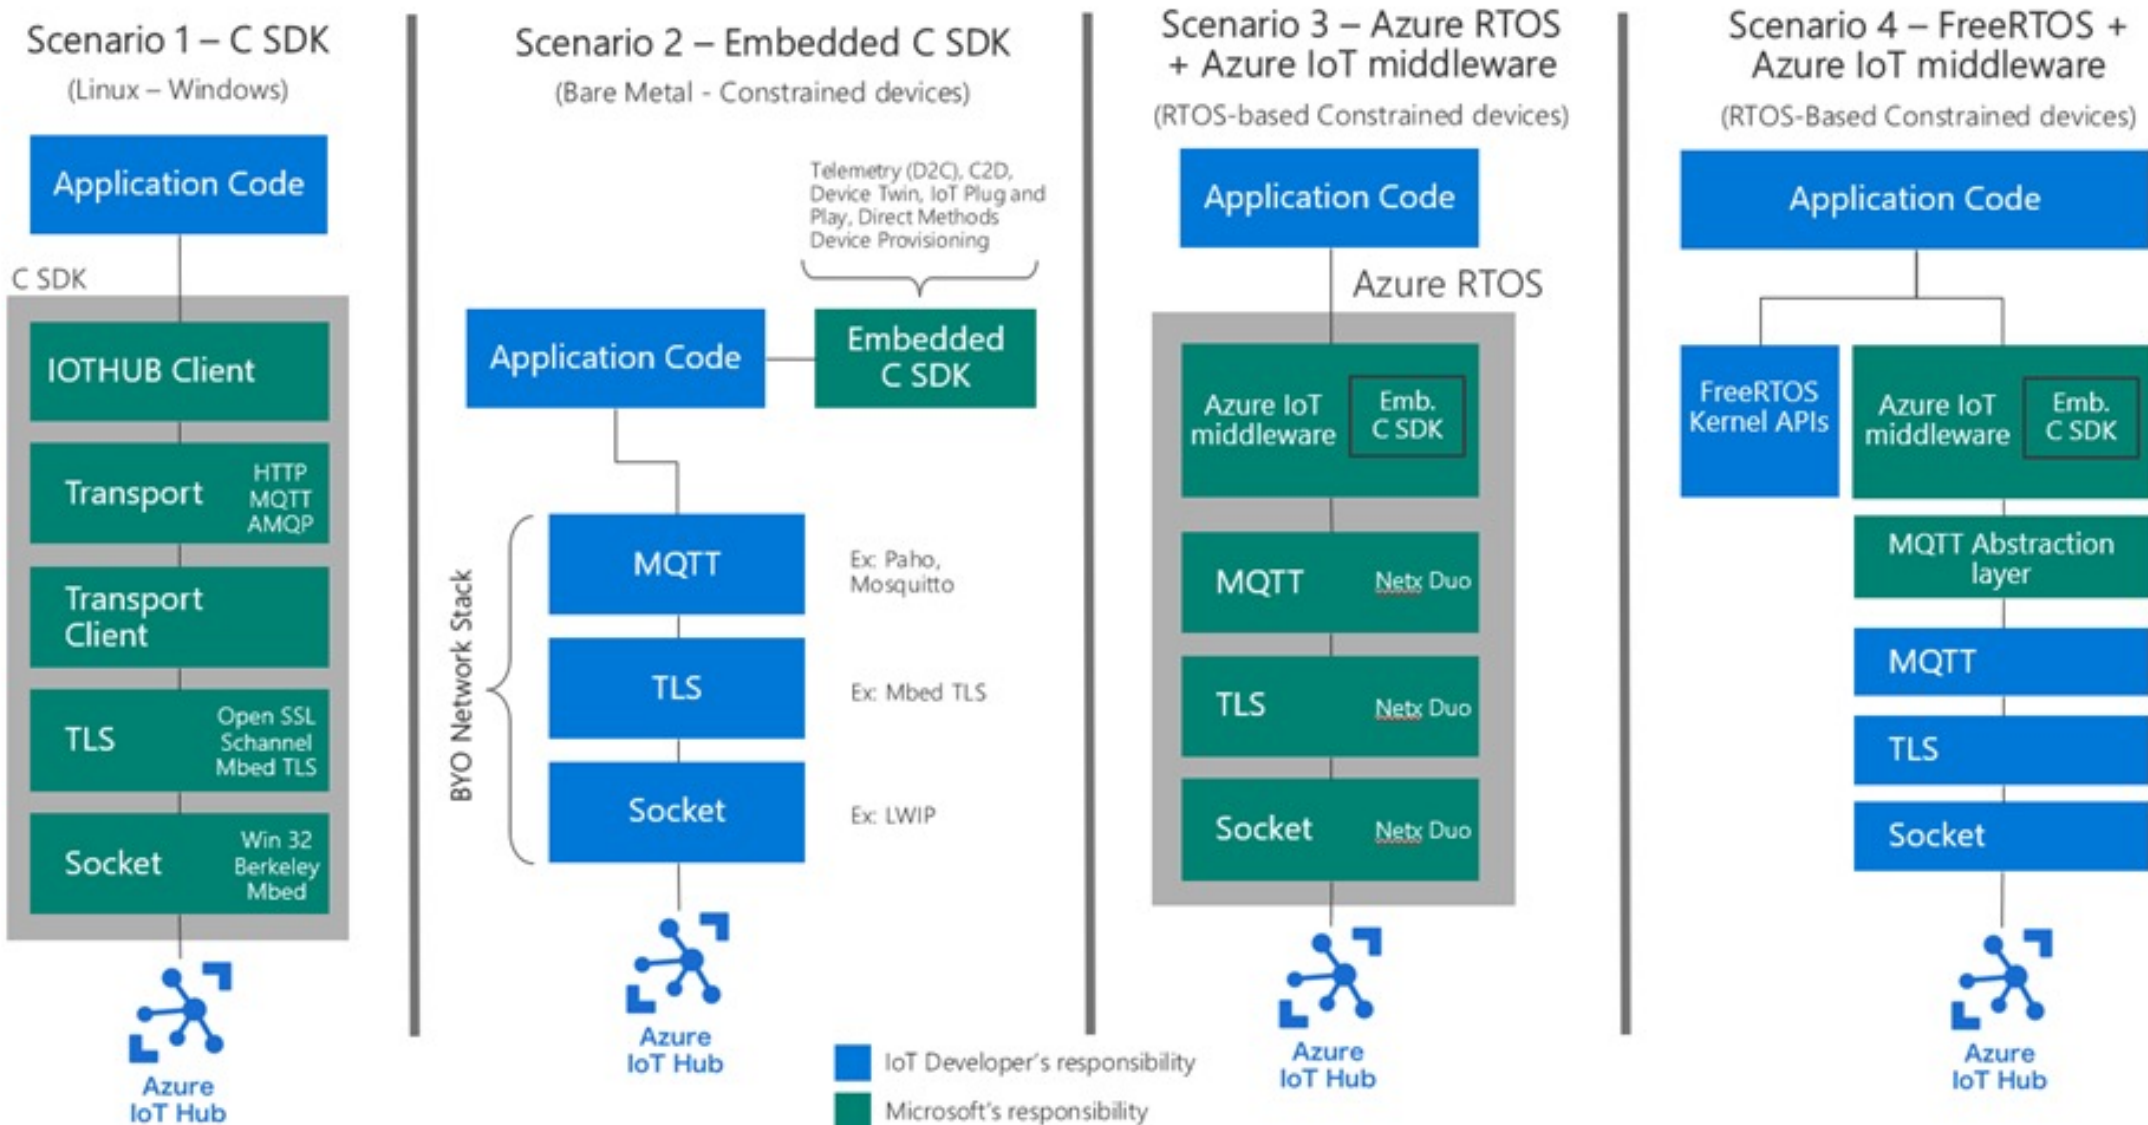 Scenario 1 – C SDK
(Linux – Windows)
Application Code
C SDK
IOTHUB Client
Transport
HTTP
MQTT
AMQP
Transport
Client
TLS
Open SSL
Schannel
Mbed TLS
Socket
Win 32
Berkeley
Mbed
Azure
IoT Hub
Scenario 2 – Embedded C SDK
(Bare Metal - Constrained devices)
Telemetry (D2C), C2D,
Device Twin, IoT Plug and
Play, Direct Methods
Device Provisioning
Application Code
Embedded
C SDK
BYO Network Stack
MQTT
Ex: Paho,
Mosquitto
TLS
Ex: Mbed TLS
Socket
Ex: LWIP
Azure
IoT Hub
IoT Developer's responsibility
Microsoft's responsibility
Scenario 3 – Azure RTOS
+ Azure IoT middleware
(RTOS-based Constrained devices)
Application Code
Azure RTOS
Azure IoT
middleware
Emb.
C SDK
MQTT
Netx Duo
TLS
Netx Duo
Socket
Netx Duo
Azure
IoT Hub
Scenario 4 – FreeRTOS +
Azure IoT middleware
(RTOS-Based Constrained devices)
Application Code
FreeRTOS
Kernel APIs
Azure IoT
middleware
Emb.
C SDK
MQTT Abstraction
layer
MQTT
TLS
Socket
Azure
IoT Hub